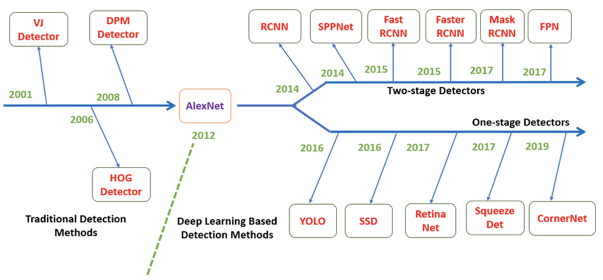 VJ
Detector
DPM
Detector
RCNN
SPPNet
Fast
RCNN
Faster
RCNN
Mask
RCNN
FPN
2001
2008
2006
AlexNet
2012
2014
2014
2015
2015
2017
2017
Two-stage Detectors
One-stage Detectors
2016
2016
2017
2017
2019
HOG
Detector
YOLO
SSD
Retina
Net
Squeeze
Det
CornerNet
Traditional Detection
Methods
Deep Learning Based
Detection Methods